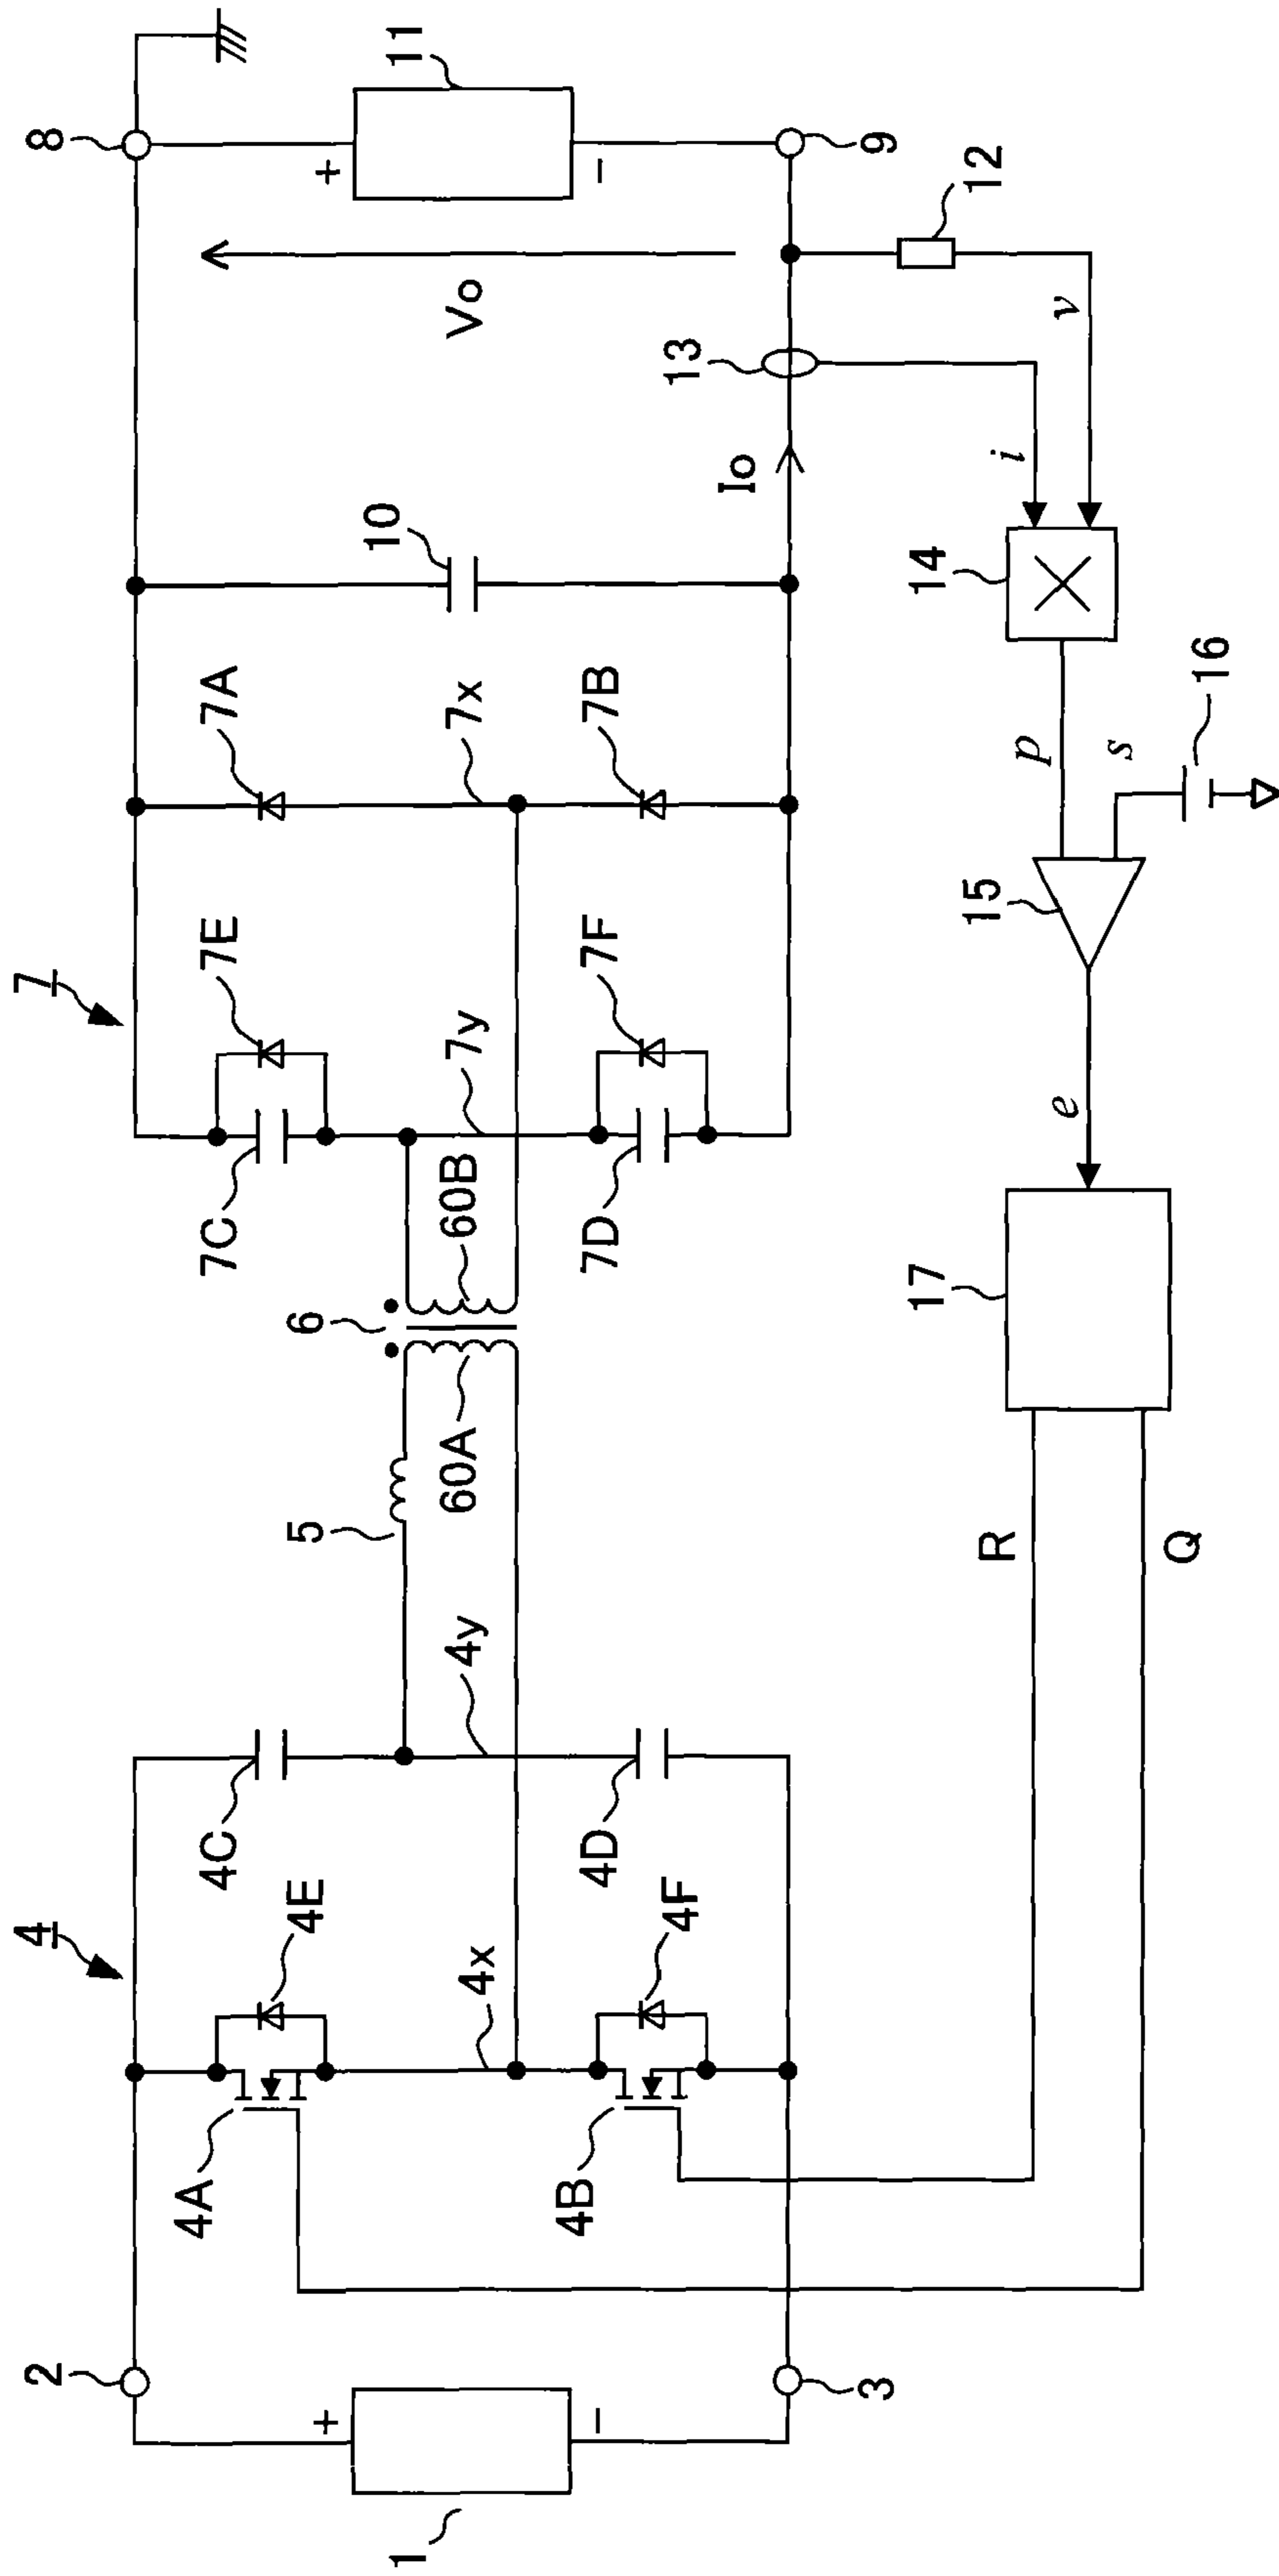 1
+
−
2
3
4
4A
4B
4E
4F
4x
4C
4D
4y
5
6
60A
60B
7
7C
7D
7E
7F
7y
7A
7B
7x
10
Io
Vo
8
9
+
−
11
12
13
i
v
14
p
s
16
15
e
17
R
Q